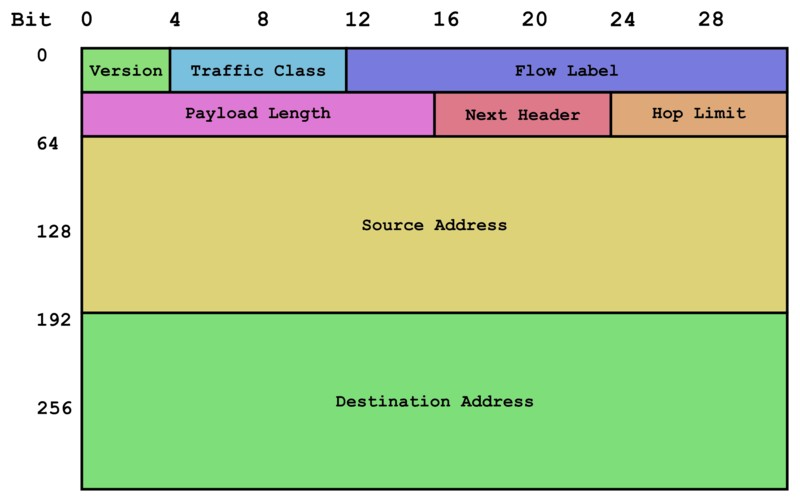 Bit 0 4 8 12 16 20 24 28
0 Version Traffic Class Flow Label
Payload Length Next Header Hop Limit
64
Source Address
128
192
Destination Address
256